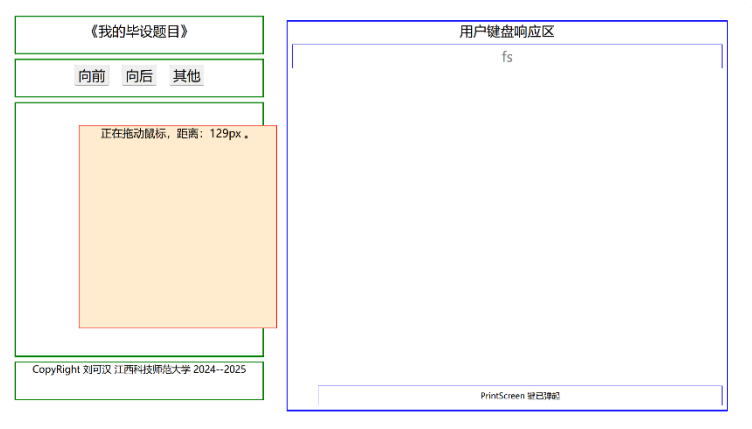 《我的毕设题目》
向前 向后 其他
正在拖动鼠标，距离：129px 。
CopyRight 刘可汉 江西科技师范大学 2024--2025
用户键盘响应区
fs
PrintScreen 键已弹起